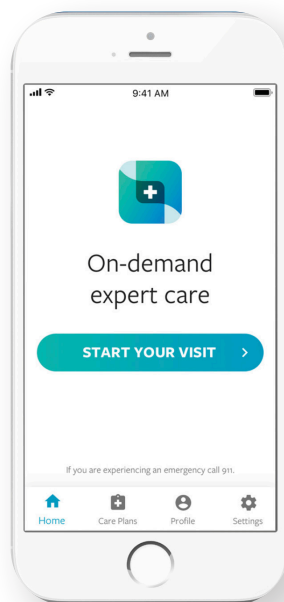 9:41 AM
On-demand
expert care
START YOUR VISIT
If you are experiencing an emergency call 911.
Home Care Plans Profile Settings